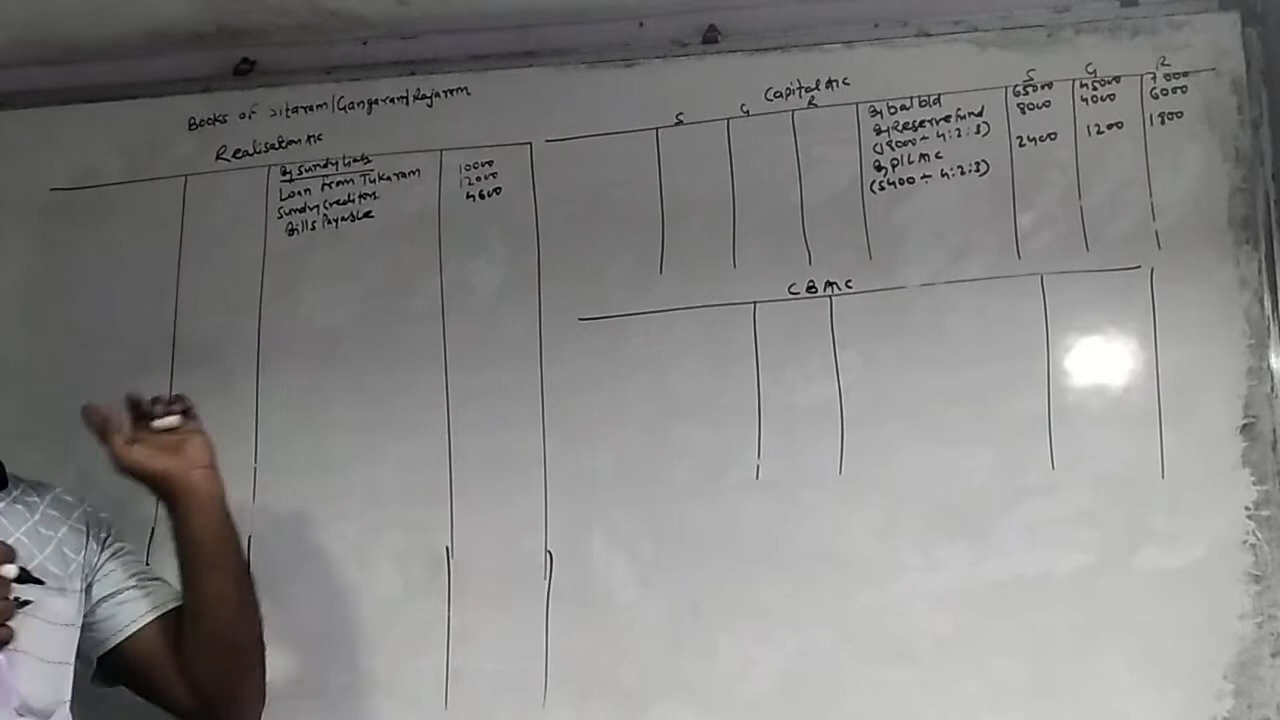 Books of Sitaram/Gangaram/Rajaram
Realisation A/c
By Sundry Liab
Loan from Tukaram 10000
Sundry Creditors 12000
Bills Payable 4600
Capital A/c
S G R S G R
By bal b/d 65000 45000 7000
By Reserve fund 8000 4000 6000
(18000 ÷ 4:2:3)
By P/L A/c 2400 1200 1800
(5400 ÷ 4:2:3)
C B A/c